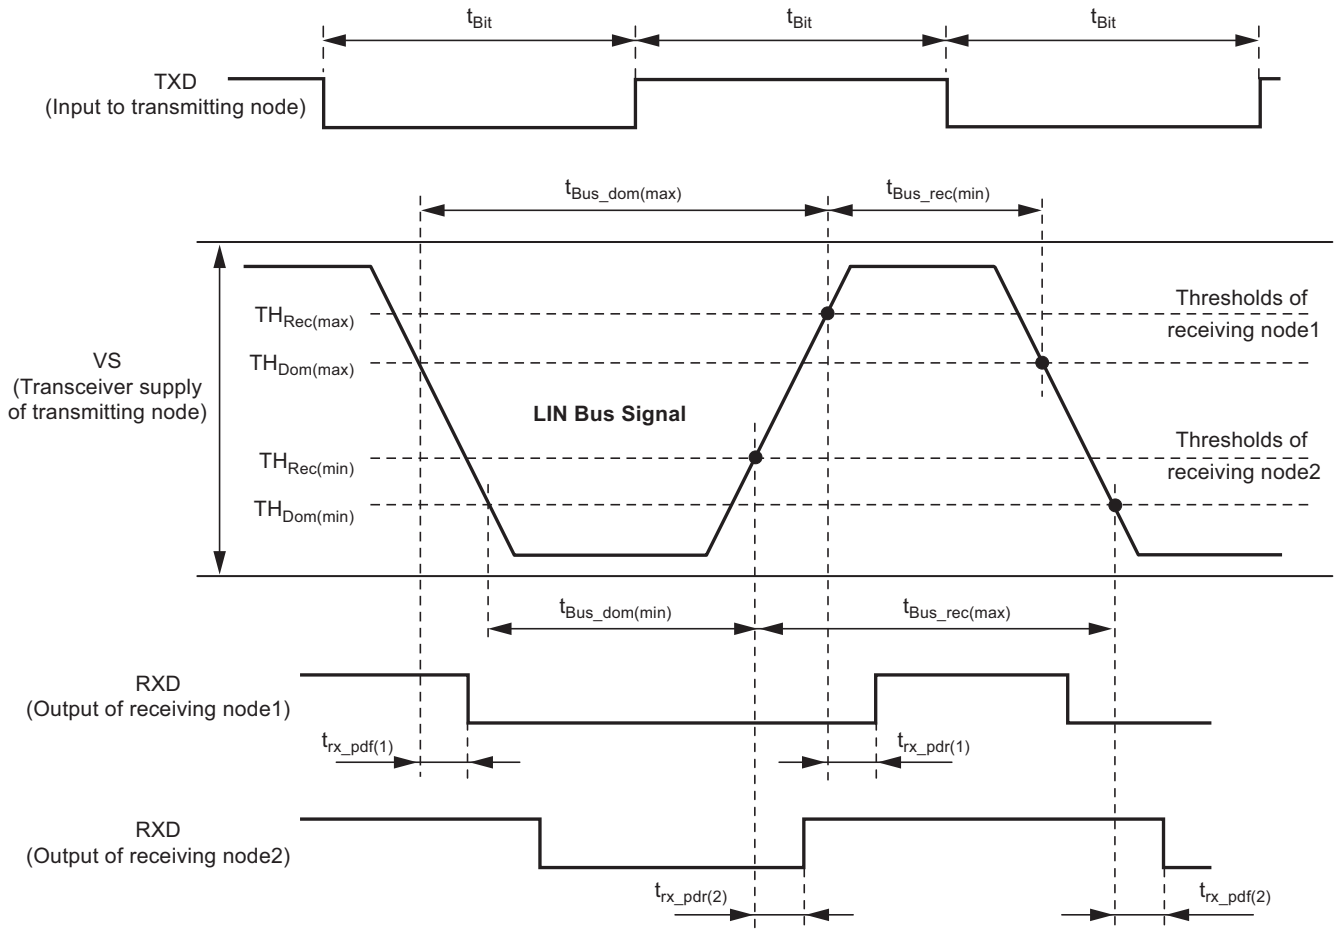 tBit tBit tBit
TXD
(Input to transmitting node)
tBus_dom(max) tBus_rec(min)
THRec(max)
Thresholds of
receiving node1
THDom(max)
VS
(Transceiver supply
of transmitting node)
LIN Bus Signal
THRec(min)
Thresholds of
receiving node2
THDom(min)
tBus_dom(min) tBus_rec(max)
RXD
(Output of receiving node1)
trx_pdf(1) trx_pdr(1)
RXD
(Output of receiving node2)
trx_pdr(2) trx_pdf(2)